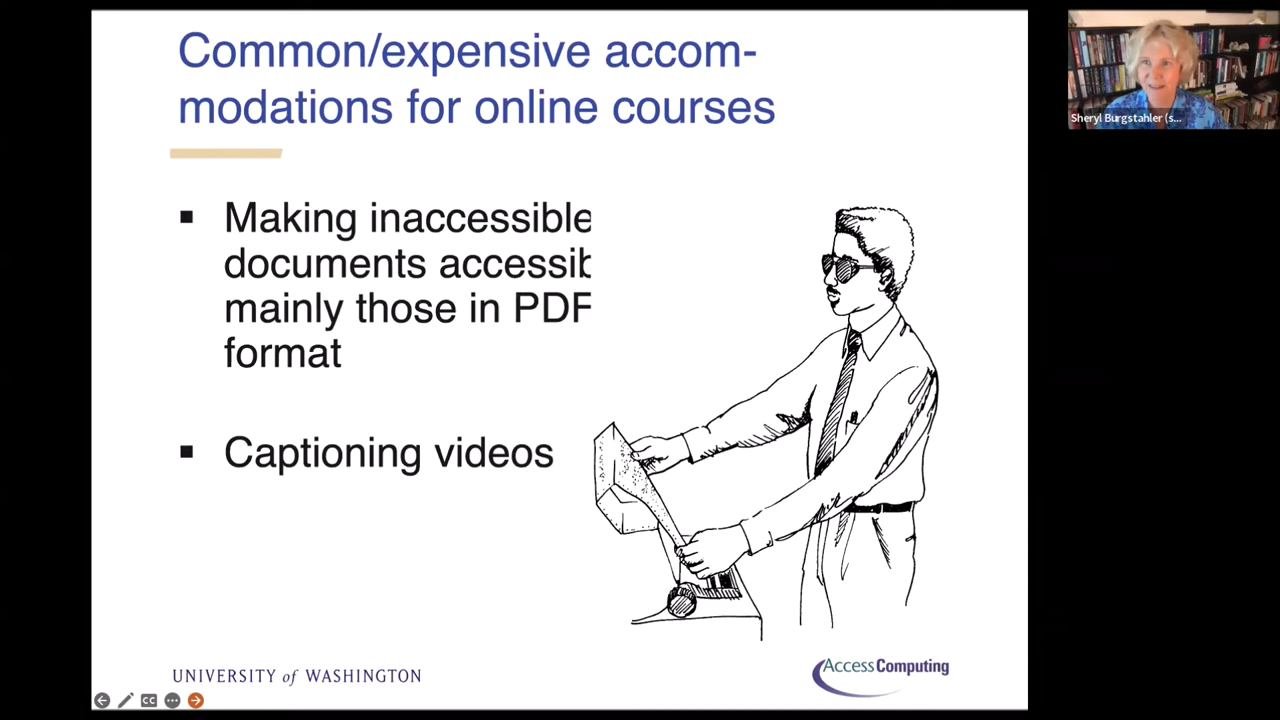 Common/expensive accom-
modations for online courses
Making inaccessible
documents accessib
mainly those in PDF
format
Captioning videos
UNIVERSITY of WASHINGTON
AccessComputing
CC
Sheryl Burgstahler (s...